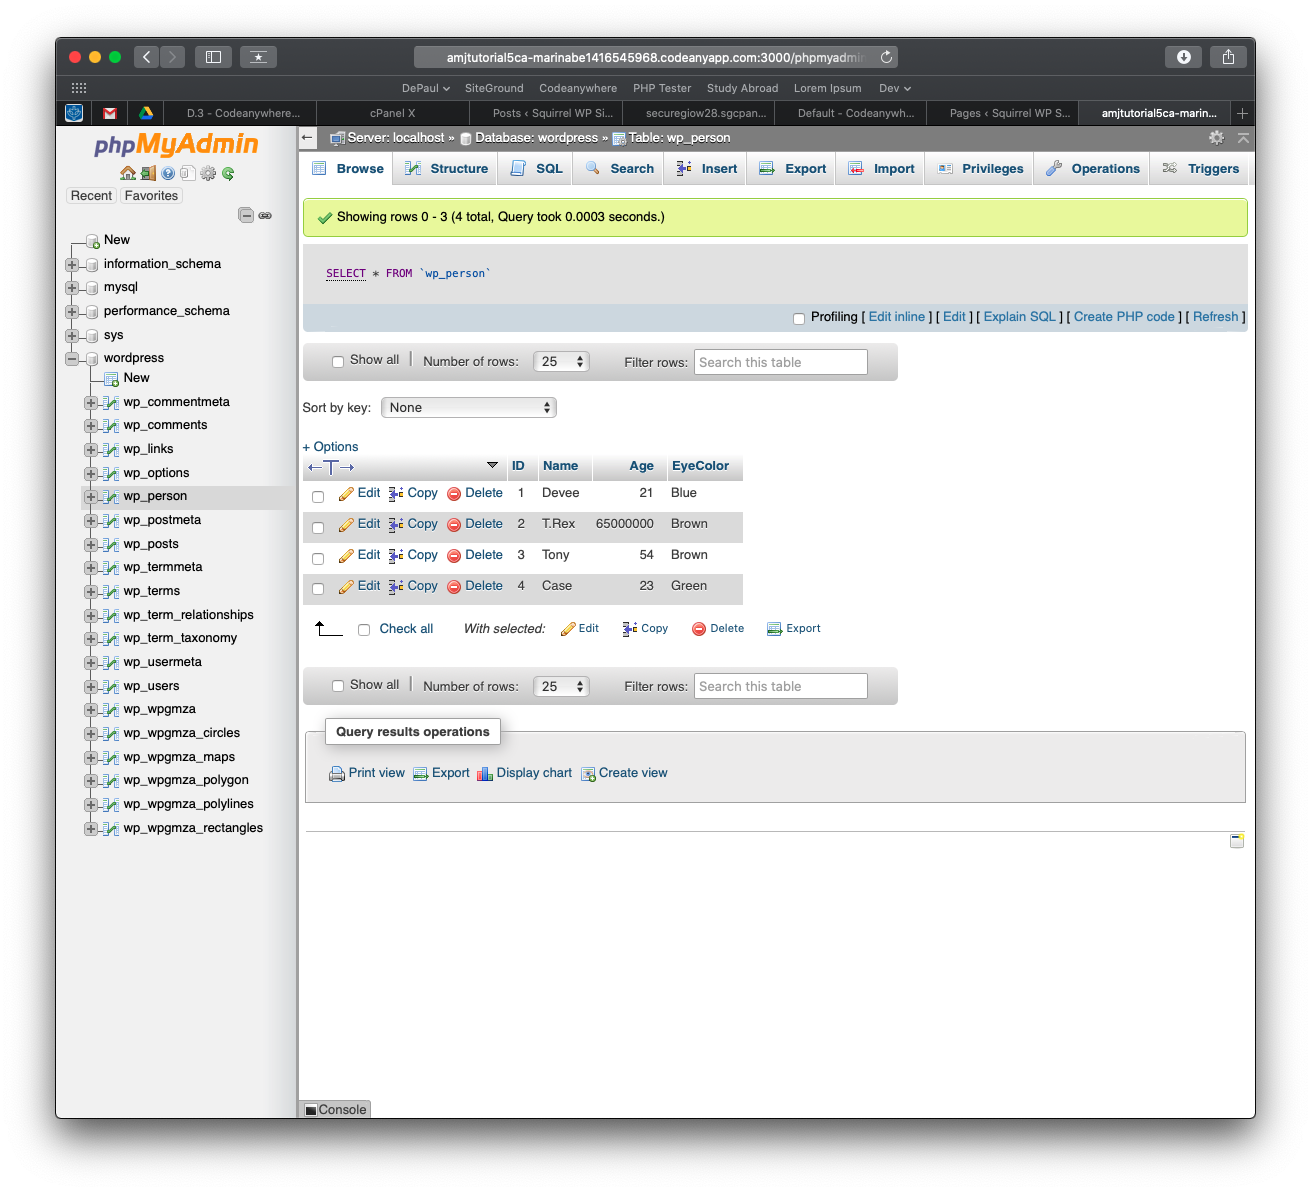 amjtutorial5ca-marinabe1416545968.codeanyapp.com:3000/phpmyadmin
DePaul SiteGround Codeanywhere PHP Tester Study Abroad Lorem Ipsum Dev
D.3 - Codeanywhere... cPanel X Posts ‹ Squirrel WP Si... securegiow28.sgcpan... Default - Codeanywh... Pages ‹ Squirrel WP S... amjtutorial5ca-marin...
phpMyAdmin
Recent Favorites
New
information_schema
mysql
performance_schema
sys
wordpress
New
wp_commentmeta
wp_comments
wp_links
wp_options
wp_person
wp_postmeta
wp_posts
wp_termmeta
wp_terms
wp_term_relationships
wp_term_taxonomy
wp_usermeta
wp_users
wp_wpgmza
wp_wpgmza_circles
wp_wpgmza_maps
wp_wpgmza_polygon
wp_wpgmza_polylines
wp_wpgmza_rectangles
Server: localhost » Database: wordpress » Table: wp_person
Browse Structure SQL Search Insert Export Import Privileges Operations Triggers
Showing rows 0 - 3 (4 total, Query took 0.0003 seconds.)
SELECT * FROM `wp_person`
Profiling [ Edit inline ] [ Edit ] [ Explain SQL ] [ Create PHP code ] [ Refresh ]
Show all | Number of rows: 25 Filter rows: Search this table
Sort by key: None
+ Options
←T→ ID Name Age EyeColor
Edit Copy Delete 1 Devee 21 Blue
Edit Copy Delete 2 T.Rex 65000000 Brown
Edit Copy Delete 3 Tony 54 Brown
Edit Copy Delete 4 Case 23 Green
Check all With selected: Edit Copy Delete Export
Show all | Number of rows: 25 Filter rows: Search this table
Query results operations
Print view Export Display chart Create view
Console